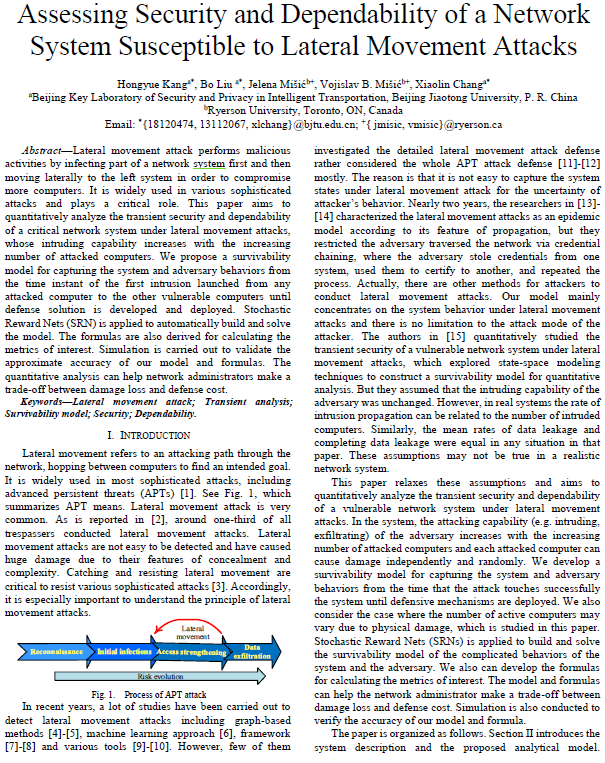 Assessing Security and Dependability of a Network
System Susceptible to Lateral Movement Attacks
Hongyue Kangᵃ*, Bo Liu ᵃ*, Jelena Mišićᵇ⁺, Vojislav B. Mišićᵇ⁺, Xiaolin Changᵃ*
ᵃBeijing Key Laboratory of Security and Privacy in Intelligent Transportation, Beijing Jiaotong University, P. R. China
ᵇRyerson University, Toronto, ON, Canada
Email: *{18120474, 13112067, xlchang}@bjtu.edu.cn; ⁺{ jmisic, vmisic}@ryerson.ca
Abstract—Lateral movement attack performs malicious
activities by infecting part of a network system first and then
moving laterally to the left system in order to compromise
more computers. It is widely used in various sophisticated
attacks and plays a critical role. This paper aims to
quantitatively analyze the transient security and dependability
of a critical network system under lateral movement attacks,
whose intruding capability increases with the increasing
number of attacked computers. We propose a survivability
model for capturing the system and adversary behaviors from
the time instant of the first intrusion launched from any
attacked computer to the other vulnerable computers until
defense solution is developed and deployed. Stochastic
Reward Nets (SRN) is applied to automatically build and solve
the model. The formulas are also derived for calculating the
metrics of interest. Simulation is carried out to validate the
approximate accuracy of our model and formulas. The
quantitative analysis can help network administrators make a
trade-off between damage loss and defense cost.
Keywords—Lateral movement attack; Transient analysis;
Survivability model; Security; Dependability.
I. INTRODUCTION
Lateral movement refers to an attacking path through the
network, hopping between computers to find an intended goal.
It is widely used in most sophisticated attacks, including
advanced persistent threats (APTs) [1]. See Fig. 1, which
summarizes APT means. Lateral movement attack is very
common. As is reported in [2], around one-third of all
trespassers conducted lateral movement attacks. Lateral
movement attacks are not easy to be detected and have caused
huge damage due to their features of concealment and
complexity. Catching and resisting lateral movement are
critical to resist various sophisticated attacks [3]. Accordingly,
it is especially important to understand the principle of lateral
movement attacks.
Lateral
movement
Reconnaissance
Initial infections
Access strengthening
Data
exfiltration
Risk evolution
Fig. 1. Process of APT attack
In recent years, a lot of studies have been carried out to
detect lateral movement attacks including graph-based
methods [4]-[5], machine learning approach [6], framework
[7]-[8] and various tools [9]-[10]. However, few of them
investigated the detailed lateral movement attack defense
rather considered the whole APT attack defense [11]-[12]
mostly. The reason is that it is not easy to capture the system
states under lateral movement attack for the uncertainty of
attacker's behavior. Nearly two years, the researchers in [13]-
[14] characterized the lateral movement attacks as an epidemic
model according to its feature of propagation, but they
restricted the adversary traversed the network via credential
chaining, where the adversary stole credentials from one
system, used them to certify to another, and repeated the
process. Actually, there are other methods for attackers to
conduct lateral movement attacks. Our model mainly
concentrates on the system behavior under lateral movement
attacks and there is no limitation to the attack mode of the
attacker. The authors in [15] quantitatively studied the
transient security of a vulnerable network system under lateral
movement attacks, which explored state-space modeling
techniques to construct a survivability model for quantitative
analysis. But they assumed that the intruding capability of the
adversary was unchanged. However, in real systems the rate of
intrusion propagation can be related to the number of intruded
computers. Similarly, the mean rates of data leakage and
completing data leakage were equal in any situation in that
paper. These assumptions may not be true in a realistic
network system.
This paper relaxes these assumptions and aims to
quantitatively analyze the transient security and dependability
of a vulnerable network system under lateral movement
attacks. In the system, the attacking capability (e.g. intruding,
exfiltrating) of the adversary increases with the increasing
number of attacked computers and each attacked computer can
cause damage independently and randomly. We develop a
survivability model for capturing the system and adversary
behaviors from the time that the attack touches successfully
the system until defensive mechanisms are deployed. We also
consider the case where the number of active computers may
vary due to physical damage, which is studied in this paper.
Stochastic Reward Nets (SRNs) is applied to build and solve
the survivability model of the complicated behaviors of the
system and the adversary. We also can develop the formulas
for calculating the metrics of interest. The model and formulas
can help the network administrator make a trade-off between
damage loss and defense cost. Simulation is also conducted to
verify the accuracy of our model and formula.
The paper is organized as follows. Section II introduces the
system description and the proposed analytical model.